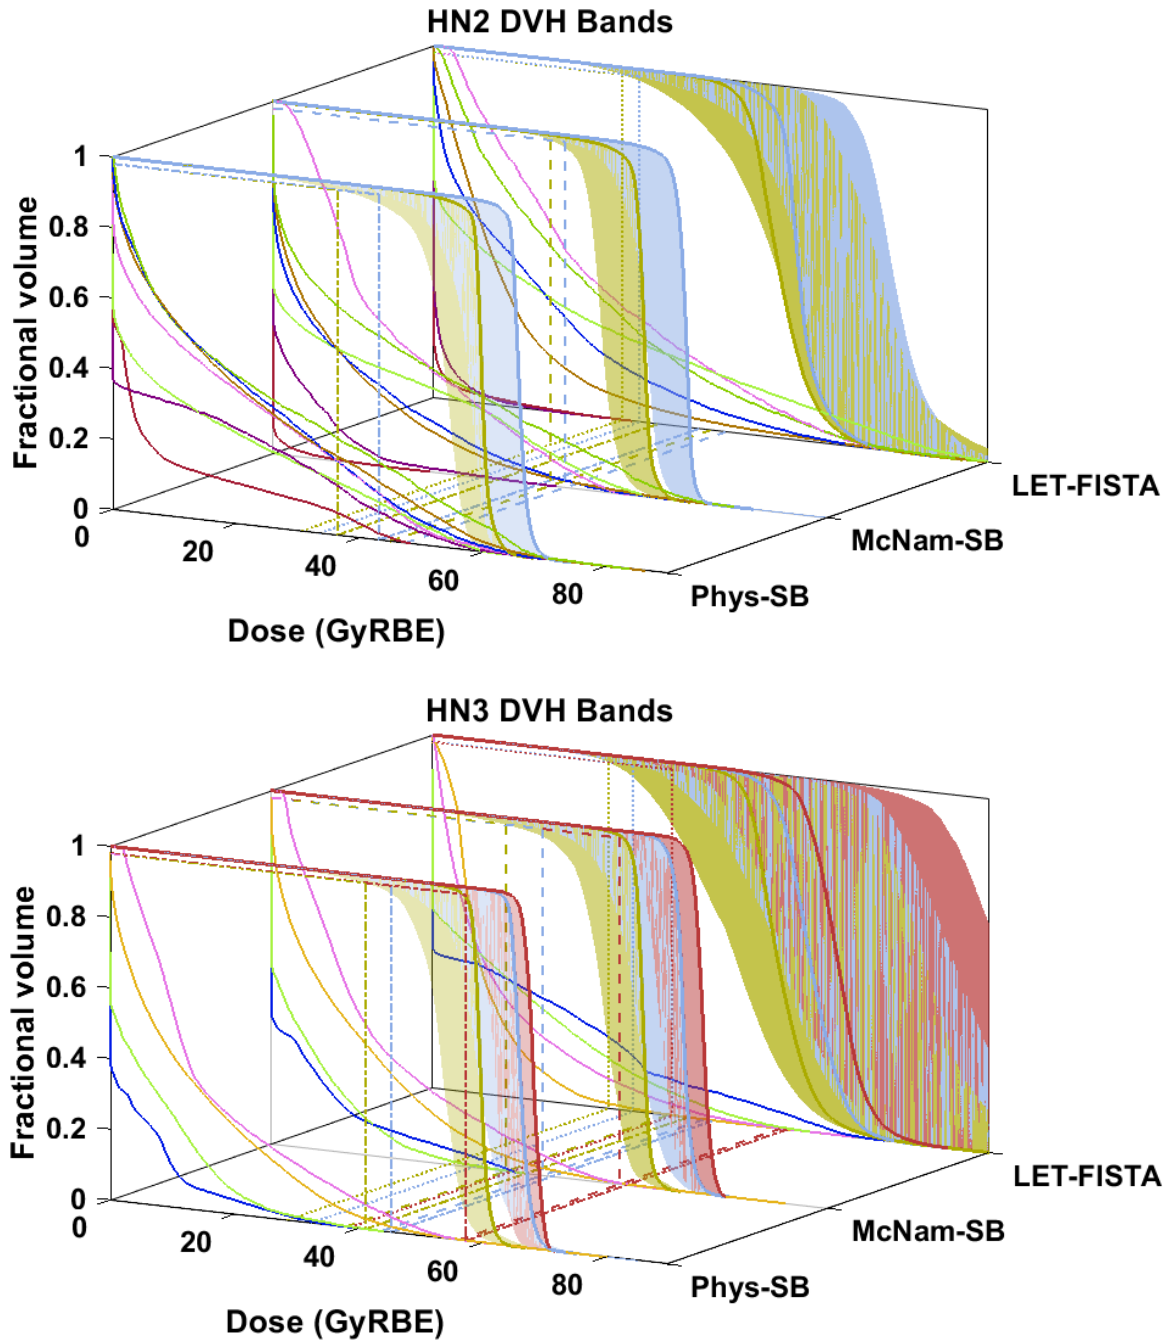 HN2 DVH Bands
1
0.8
0.6
0.4
0.2
0
Fractional volume
0
20
40
60
80
Dose (GyRBE)
LET-FISTA
McNam-SB
Phys-SB
HN3 DVH Bands
1
0.8
0.6
0.4
0.2
0
Fractional volume
0
20
40
60
80
Dose (GyRBE)
LET-FISTA
McNam-SB
Phys-SB